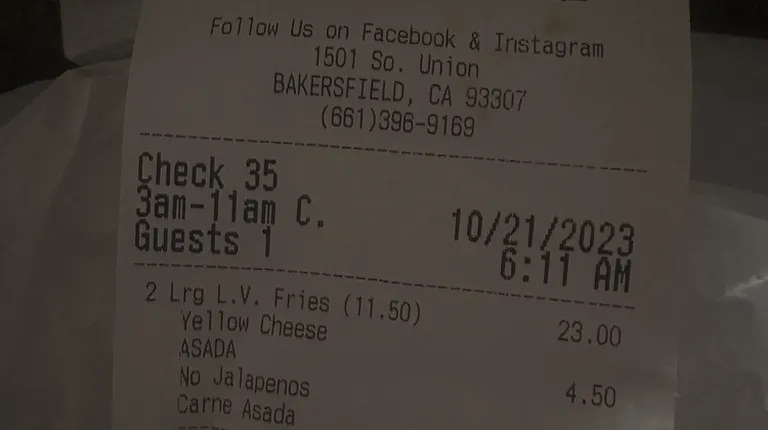 Follow Us on Facebook & Instagram
1501 So. Union
BAKERSFIELD, CA 93307
(661)396-9169
Check 35
3am-11am C. 10/21/2023
Guests 1 6:11 AM
2 Lrg L.V. Fries (11.50) 23.00
Yellow Cheese
ASADA
No Jalapenos 4.50
Carne Asada